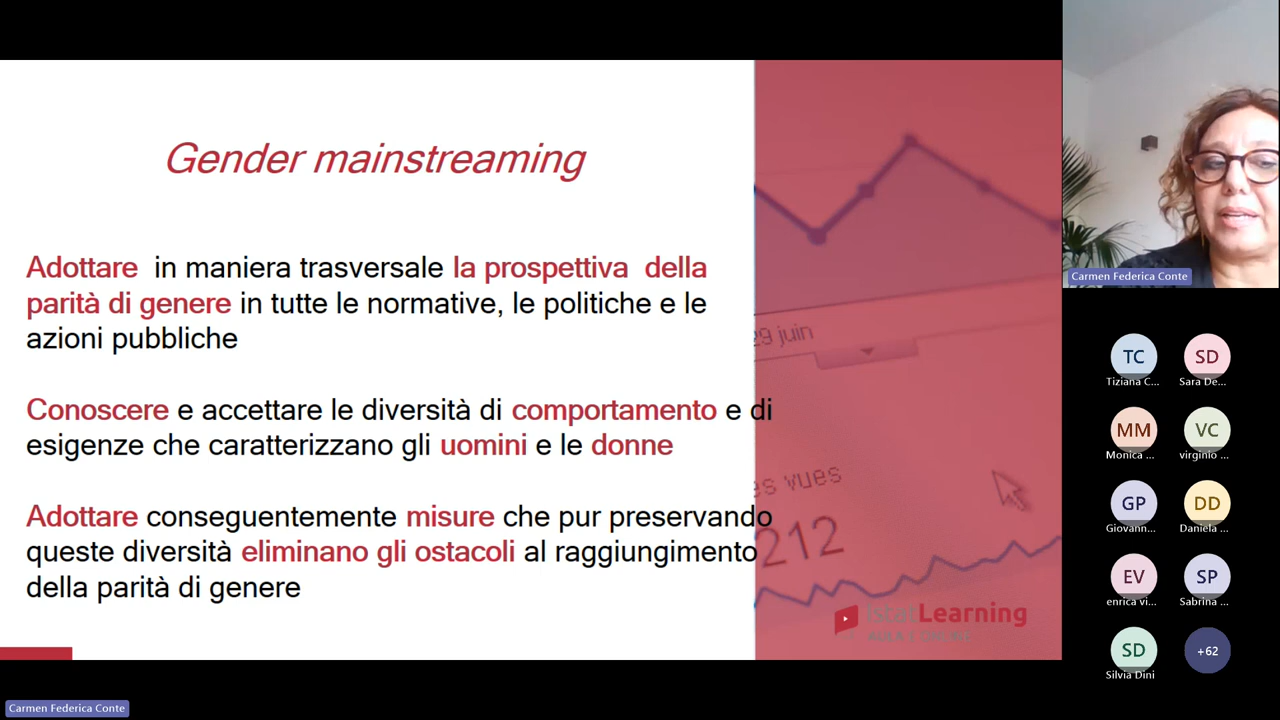 Gender mainstreaming
Adottare in maniera trasversale la prospettiva della
parità di genere in tutte le normative, le politiche e le
azioni pubbliche
Conoscere e accettare le diversità di comportamento e di
esigenze che caratterizzano gli uomini e le donne
Adottare conseguentemente misure che pur preservando
queste diversità eliminano gli ostacoli al raggiungimento
della parità di genere
29 juin
es vues
212
istatLearning
Carmen Federica Conte
TC
SD
Tiziana C...
Sara De...
MM
VC
Monica ...
virginio ...
GP
DD
Giovann...
Daniela ...
EV
SP
enrica vi...
Sabrina ...
SD
+62
Silvia Dini
Carmen Federica Conte